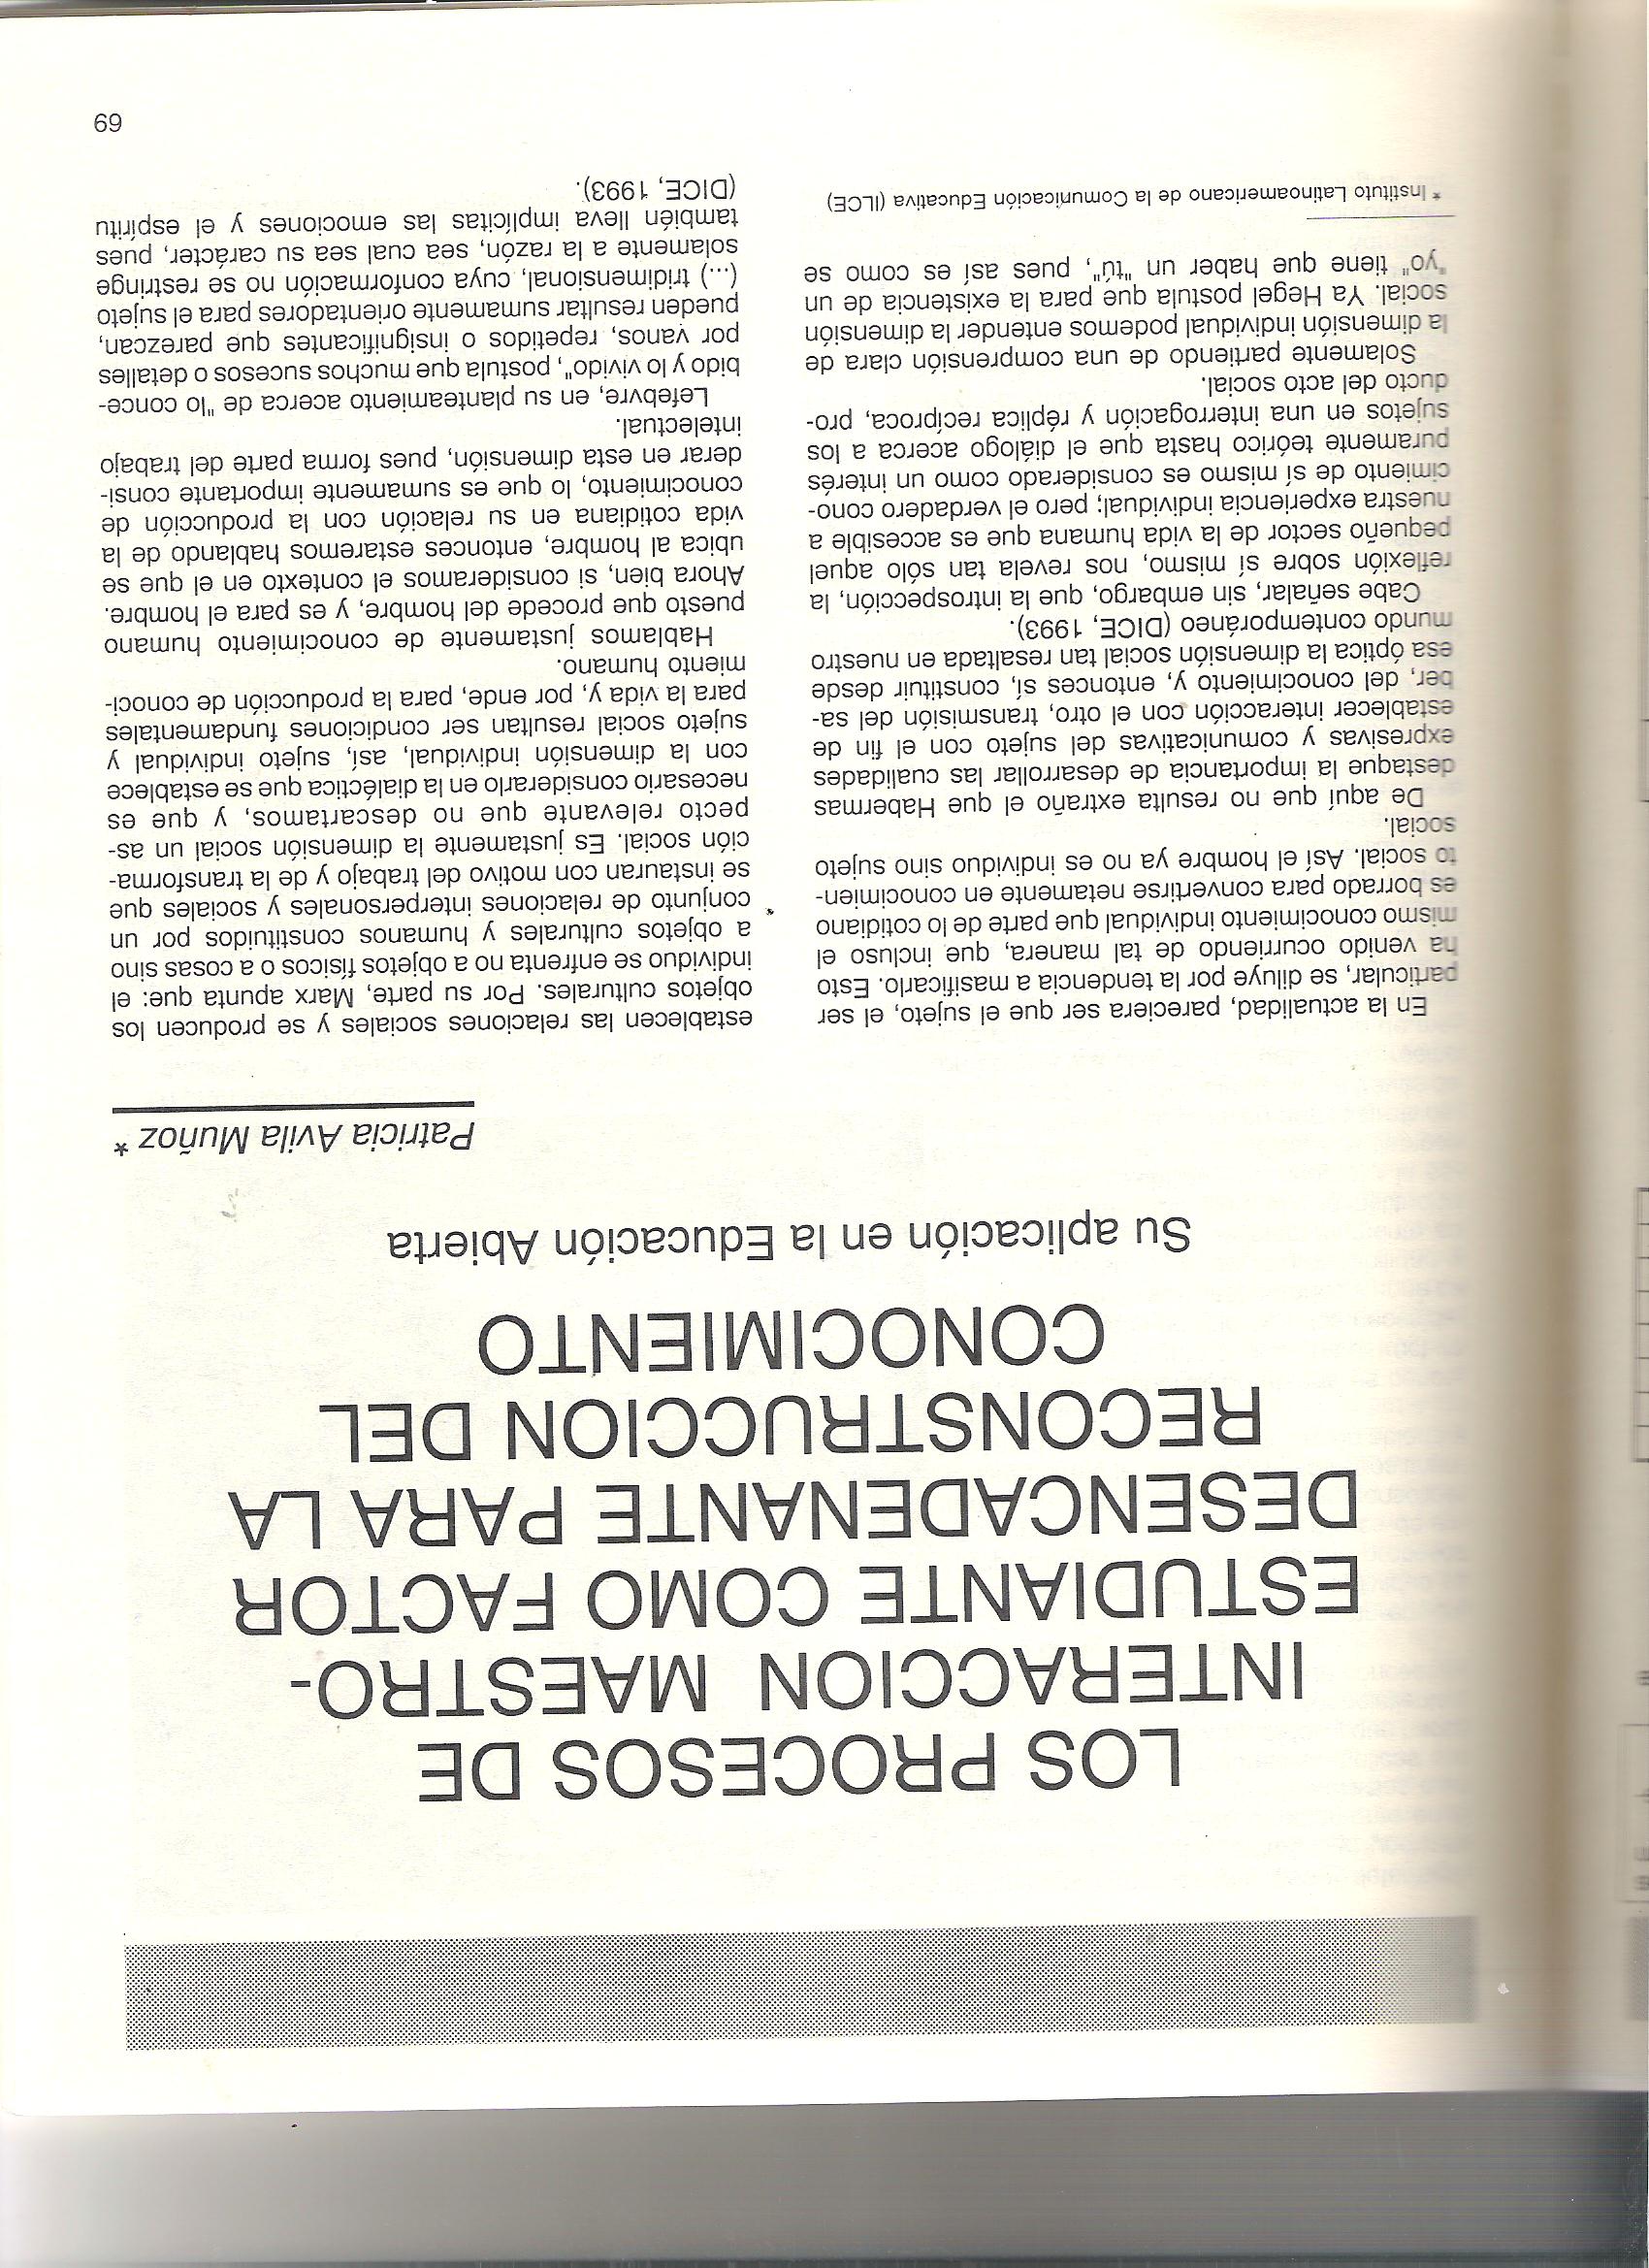 LOS PROCESOS DE
INTERACCION MAESTRO-
ESTUDIANTE COMO FACTOR
DESENCADENANTE PARA LA
RECONSTRUCCION DEL
CONOCIMIENTO
Su aplicación en la Educación Abierta
Patricia Avila Muñoz *
En la actualidad, pareciera ser que el sujeto, el ser
particular, se diluye por la tendencia a masificarlo. Esto
ha venido ocurriendo de tal manera, que incluso el
mismo conocimiento individual que parte de lo cotidiano
es borrado para convertirse netamente en conocimien-
to social. Así el hombre ya no es individuo sino sujeto
social.
De aquí que no resulta extraño el que Habermas
destaque la importancia de desarrollar las cualidades
expresivas y comunicativas del sujeto con el fin de
establecer interacción con el otro, transmisión del sa-
ber, del conocimiento y, entonces sí, constituir desde
esa óptica la dimensión social tan resaltada en nuestro
mundo contemporáneo (DICE, 1993).
Cabe señalar, sin embargo, que la introspección, la
reflexión sobre sí mismo, nos revela tan sólo aquel
pequeño sector de la vida humana que es accesible a
nuestra experiencia individual; pero el verdadero cono-
cimiento de sí mismo es considerado como un interés
puramente teórico hasta que el diálogo acerca a los
sujetos en una interrogación y réplica recíproca, pro-
ducto del acto social.
Solamente partiendo de una comprensión clara de
la dimensión individual podemos entender la dimensión
social. Ya Hegel postula que para la existencia de un
"yo" tiene que haber un "tú", pues así es como se
* Instituto Latinoamericano de la Comunicación Educativa (ILCE)
establecen las relaciones sociales y se producen los
objetos culturales. Por su parte, Marx apunta que: el
individuo se enfrenta no a objetos físicos o a cosas sino
a objetos culturales y humanos constituidos por un
conjunto de relaciones interpersonales y sociales que
se instauran con motivo del trabajo y de la transforma-
ción social. Es justamente la dimensión social un as-
pecto relevante que no descartamos, y que es
necesario considerarlo en la dialéctica que se establece
con la dimensión individual, así, sujeto individual y
sujeto social resultan ser condiciones fundamentales
para la vida y, por ende, para la producción de conoci-
miento humano.
Hablamos justamente de conocimiento humano
puesto que procede del hombre, y es para el hombre.
Ahora bien, si consideramos el contexto en el que se
ubica al hombre, entonces estaremos hablando de la
vida cotidiana en su relación con la producción de
conocimiento, lo que es sumamente importante consi-
derar en esta dimensión, pues forma parte del trabajo
intelectual.
Lefebvre, en su planteamiento acerca de "lo conce-
bido y lo vivido", postula que muchos sucesos o detalles
por vanos, repetidos o insignificantes que parezcan,
pueden resultar sumamente orientadores para el sujeto
(...) tridimensional, cuya conformación no se restringe
solamente a la razón, sea cual sea su carácter, pues
también lleva implícitas las emociones y el espíritu
(DICE, 1993).
69